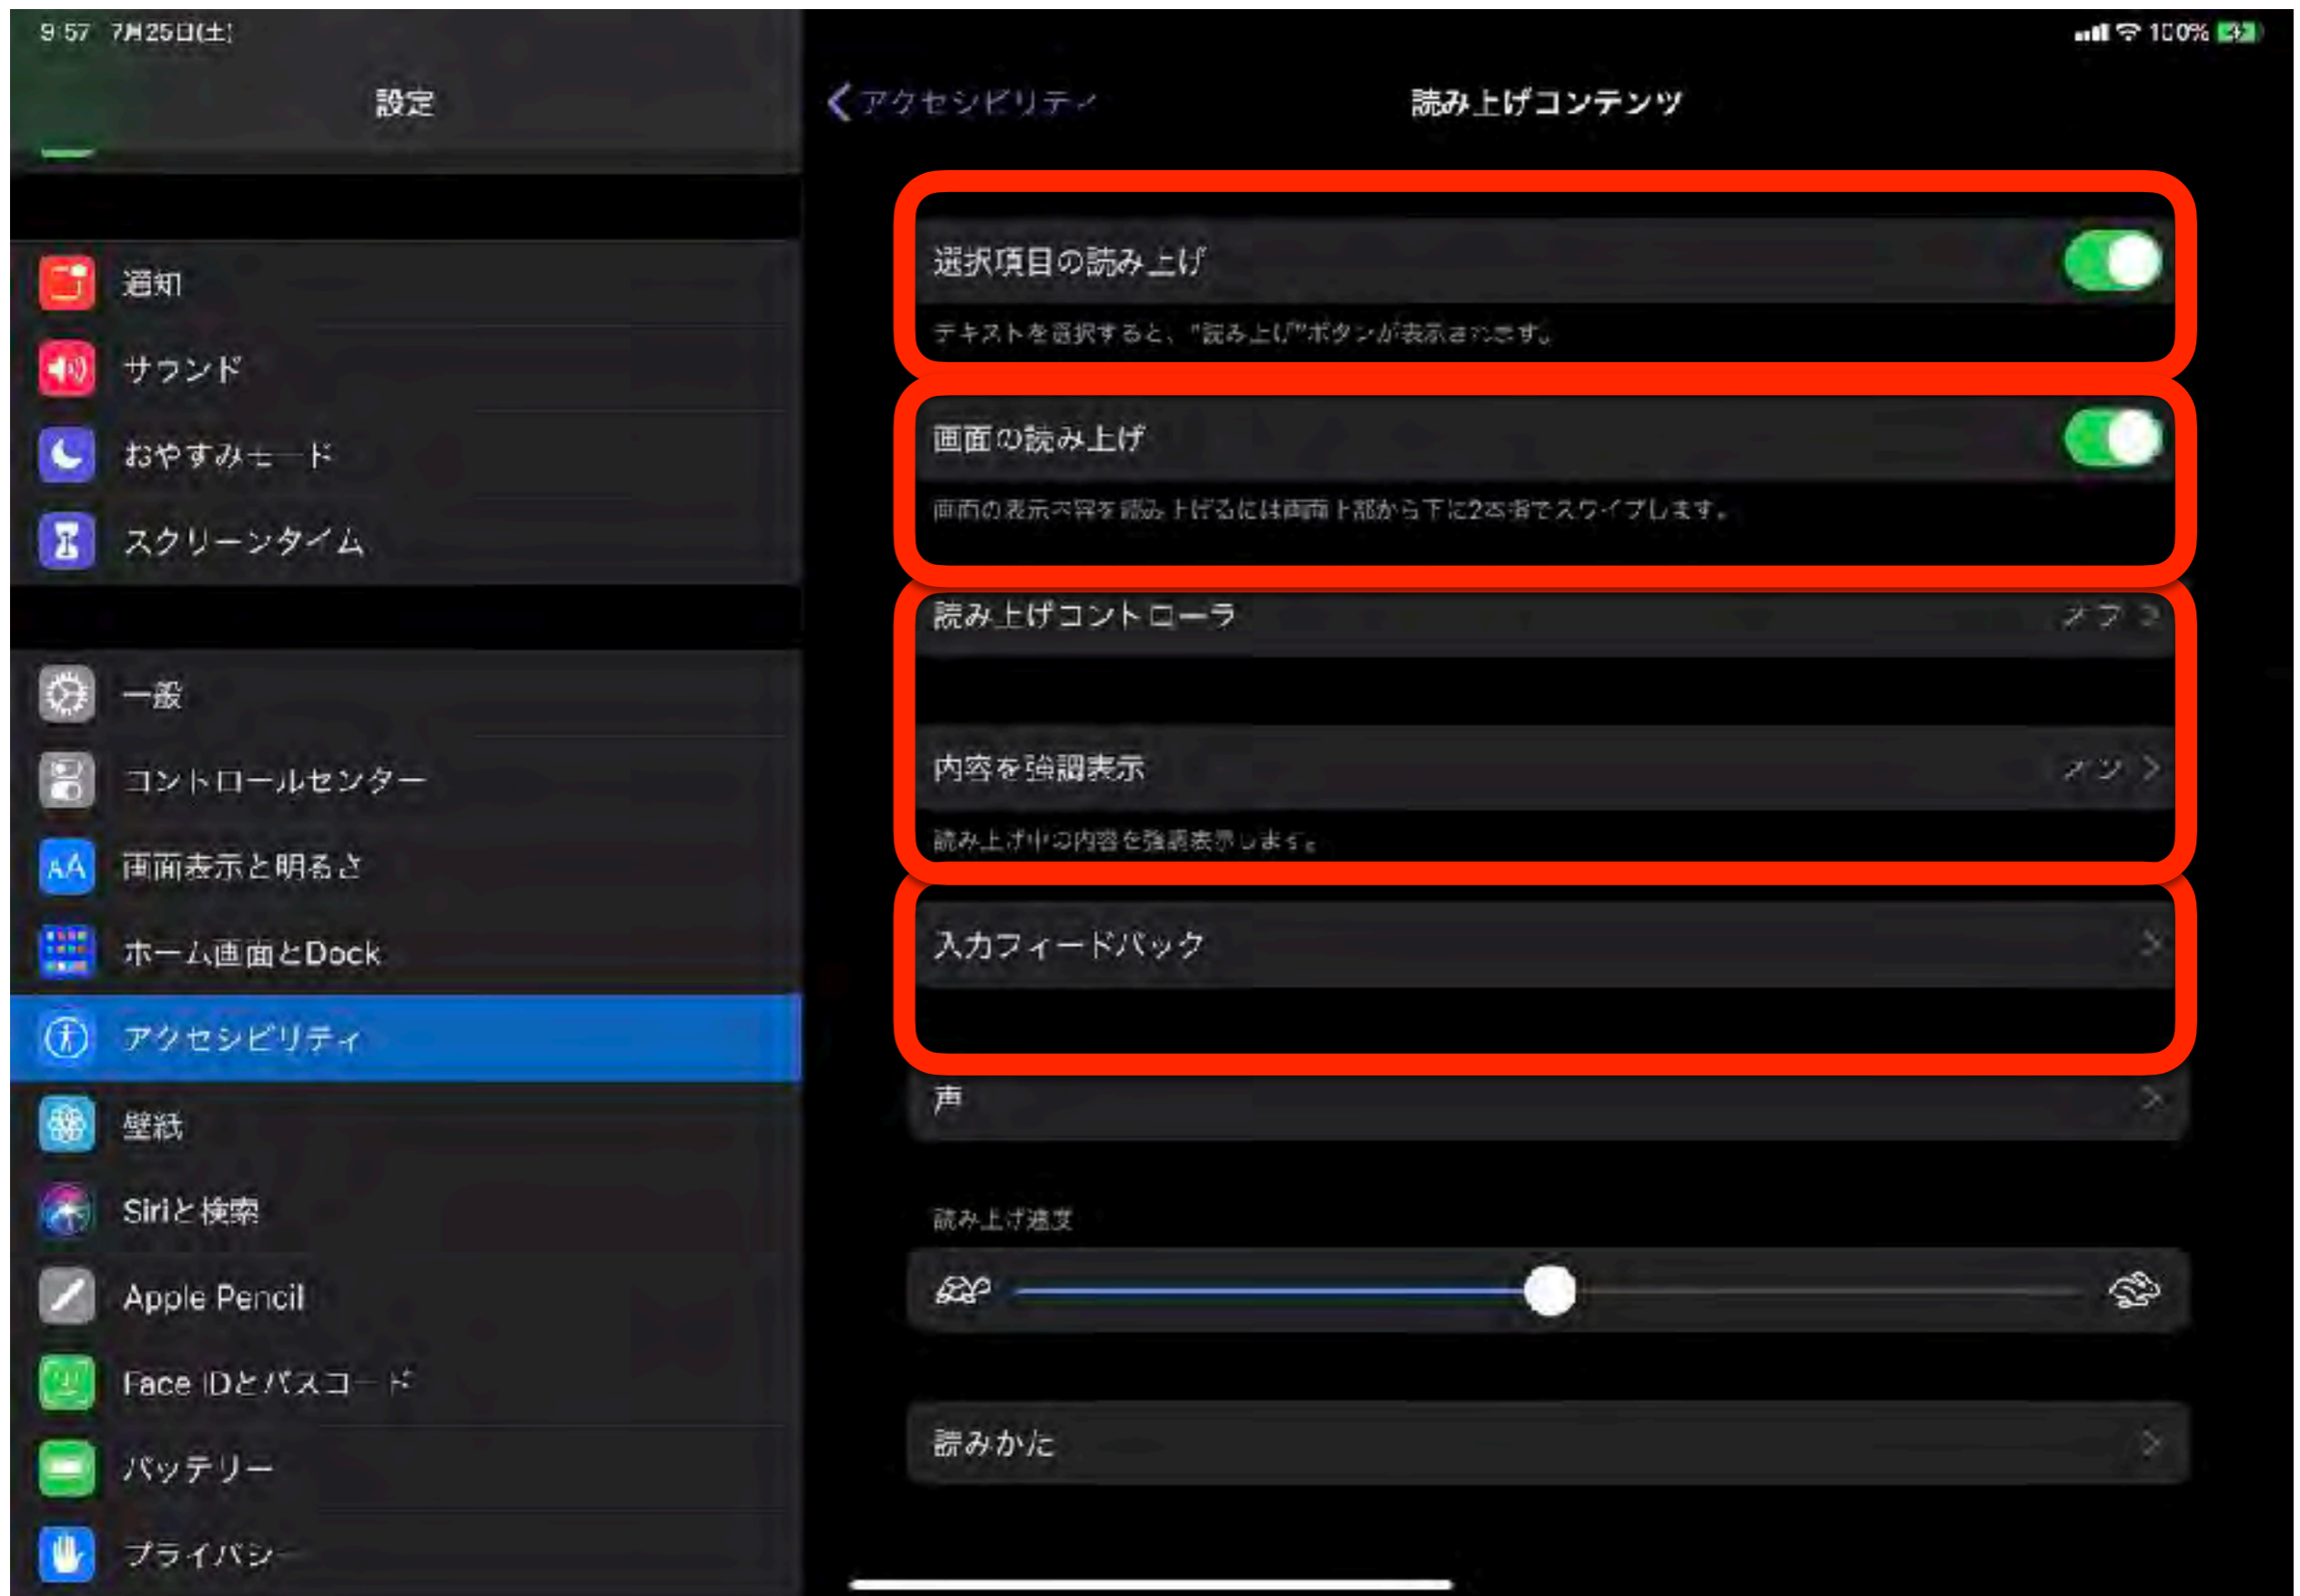 9:57 7月25日(土)
100%
設定
アクセシビリティ
読み上げコンテンツ
通知
サウンド
おやすみモード
スクリーンタイム
一般
コントロールセンター
画面表示と明るさ
ホーム画面とDock
アクセシビリティ
壁紙
Siriと検索
Apple Pencil
Face IDとパスコード
バッテリー
プライバシー
選択項目の読み上げ
テキストを選択すると、"読み上げ"ボタンが表示されます。
画面の読み上げ
画面の表示内容を読み上げるには画面上部から下に2本指でスワイプします。
読み上げコントローラ
オフ
内容を強調表示
オン
読み上げ中の内容を強調表示します。
入力フィードバック
声
読み上げ速度
読みかた